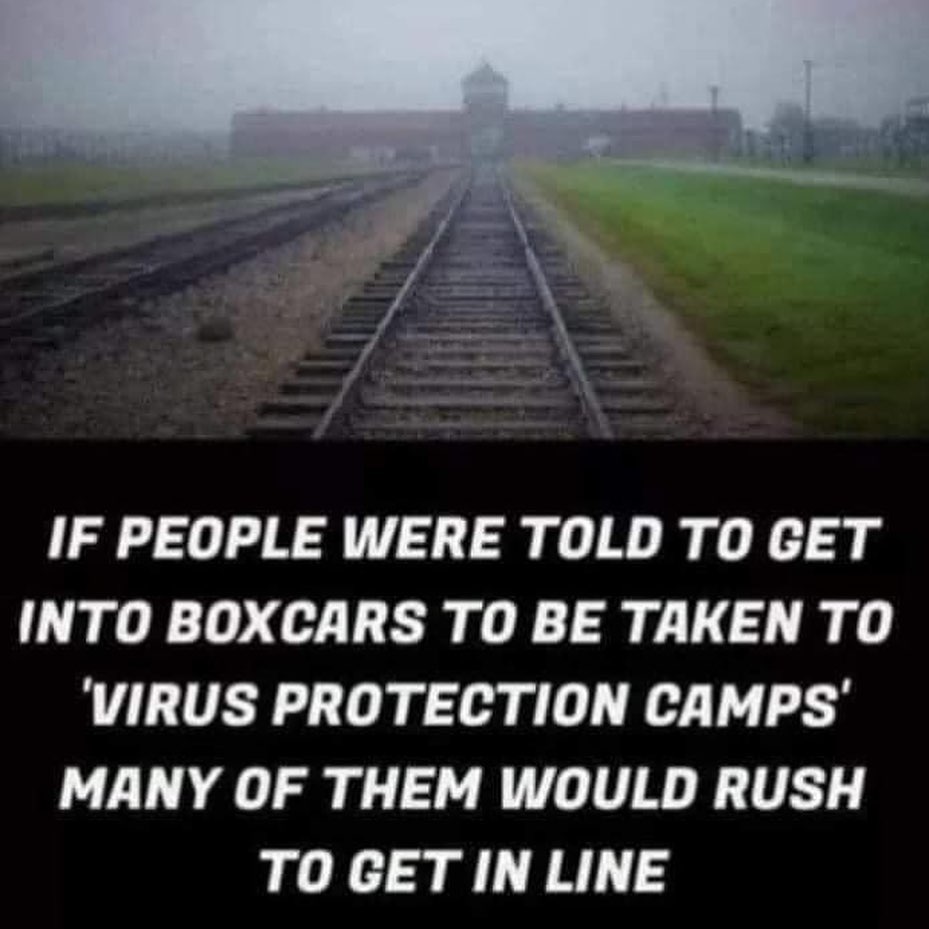 IF PEOPLE WERE TOLD TO GET
INTO BOXCARS TO BE TAKEN TO
'VIRUS PROTECTION CAMPS'
MANY OF THEM WOULD RUSH
TO GET IN LINE